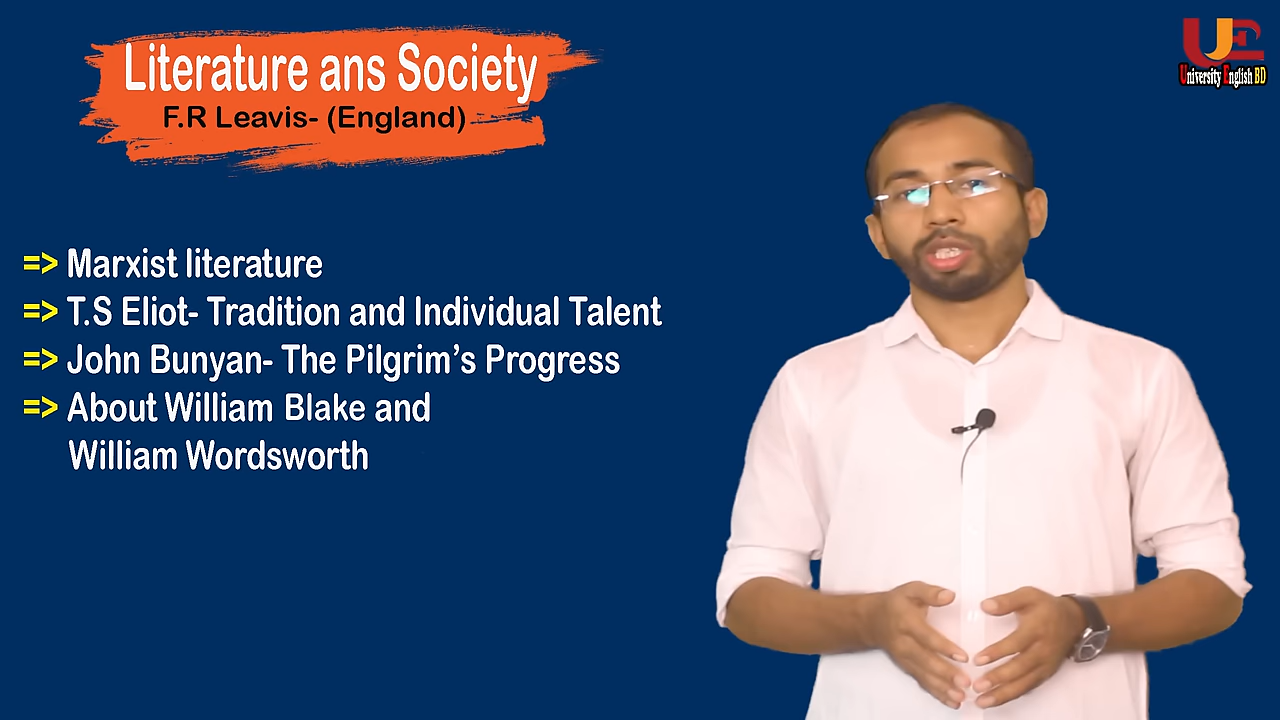 Literature ans Society
F.R Leavis- (England)
UE
University English BD
=> Marxist literature
=> T.S Eliot- Tradition and Individual Talent
=> John Bunyan- The Pilgrim’s Progress
=> About William Blake and
William Wordsworth